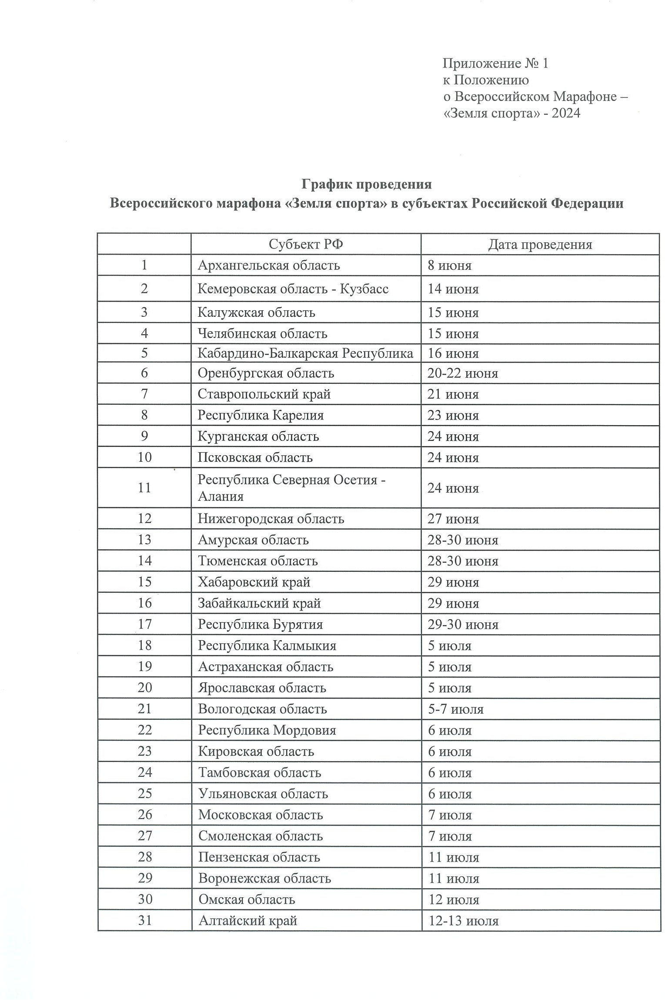 Приложение № 1
к Положению
о Всероссийском Марафоне –
«Земля спорта» - 2024
График проведения
Всероссийского марафона «Земля спорта» в субъектах Российской Федерации
Субъект РФ Дата проведения
1 Архангельская область 8 июня
2 Кемеровская область - Кузбасс 14 июня
3 Калужская область 15 июня
4 Челябинская область 15 июня
5 Кабардино-Балкарская Республика 16 июня
6 Оренбургская область 20-22 июня
7 Ставропольский край 21 июня
8 Республика Карелия 23 июня
9 Курганская область 24 июня
10 Псковская область 24 июня
11 Республика Северная Осетия -
Алания 24 июня
12 Нижегородская область 27 июня
13 Амурская область 28-30 июня
14 Тюменская область 28-30 июня
15 Хабаровский край 29 июня
16 Забайкальский край 29 июня
17 Республика Бурятия 29-30 июня
18 Республика Калмыкия 5 июля
19 Астраханская область 5 июля
20 Ярославская область 5 июля
21 Вологодская область 5-7 июля
22 Республика Мордовия 6 июля
23 Кировская область 6 июля
24 Тамбовская область 6 июля
25 Ульяновская область 6 июля
26 Московская область 7 июля
27 Смоленская область 7 июля
28 Пензенская область 11 июля
29 Воронежская область 11 июля
30 Омская область 12 июля
31 Алтайский край 12-13 июля